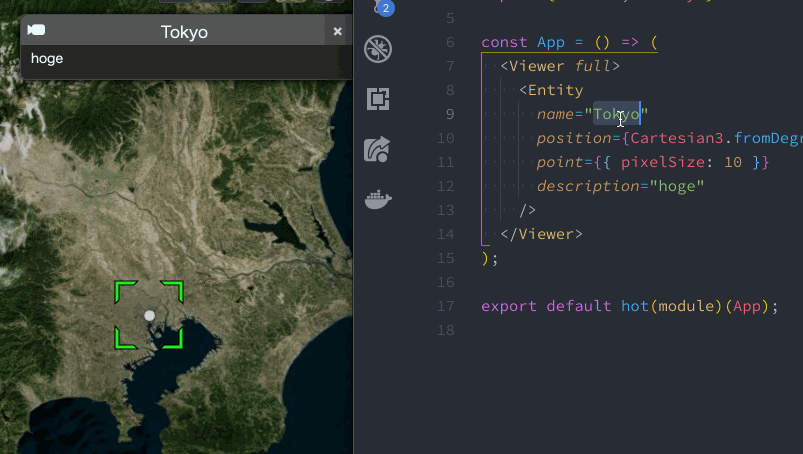 Tokyo
×
hoge
2
5
6 const App = () => (
7 <Viewer full>
8 <Entity
9 name="Tokyo"
10 position={Cartesian3.fromDegr
11 point={{ pixelSize: 10 }}
12 description="hoge"
13 />
14 </Viewer>
15 );
16
17 export default hot(module)(App);
18